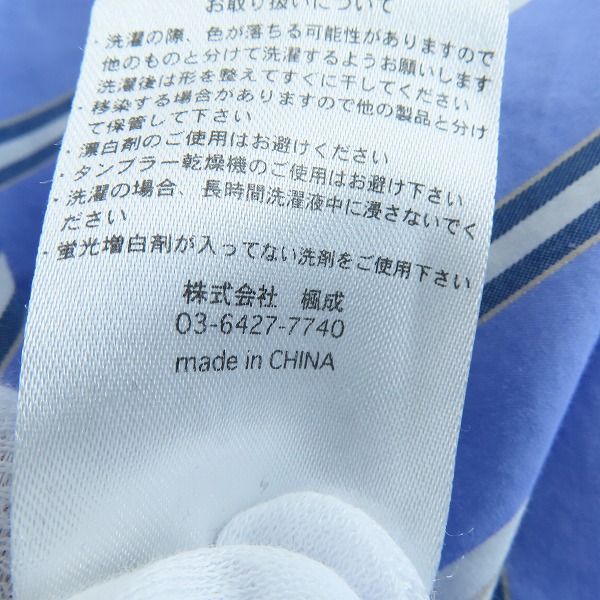 お取り扱いについて
・洗濯の際、色が落ちる可能性がありますので
他のものと分けて洗濯するようお願いします
洗濯後は形を整えてすぐに干してください
・移染する場合がありますので他の製品と分け
て保管して下さい
・漂白剤のご使用はお避けください
・タンブラー乾燥機のご使用はお避け下さい
・洗濯の場合、長時間洗濯液中に浸さないでく
ださい
・蛍光増白剤が入ってない洗剤をご使用下さい
株式会社 楓成
03-6427-7740
made in CHINA